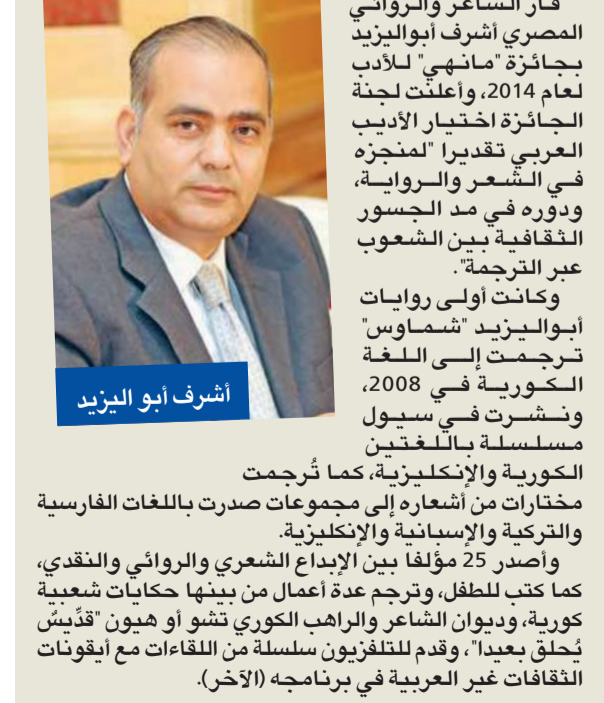 فاز الشاعر والروائي
المصري أشرف أبواليزيد
بجائزة "مانهي" للأدب
لعام 2014، وأعلنت لجنة
الجائزة اختيار الأديب
العربي تقديرا "لمنجزه
في الشعر والرواية،
ودوره في مد الجسور
الثقافية بين الشعوب
عبر الترجمة".
وكانت أولى روايات
أبواليزيد "شماوس"
ترجمت إلى اللغة
الكورية في 2008،
ونشرت في سيول
مسلسلة باللغتين
الكورية والإنكليزية، كما تُرجمت
مختارات من أشعاره إلى مجموعات صدرت باللغات الفارسية
والتركية والإسبانية والإنكليزية.
وأصدر 25 مؤلفا بين الإبداع الشعري والروائي والنقدي،
كما كتب للطفل، وترجم عدة أعمال من بينها حكايات شعبية
كورية، وديوان الشاعر والراهب الكوري تشو أو هيون "قدِّيسٌ
يُحلق بعيدا"، وقدم للتلفزيون سلسلة من اللقاءات مع أيقونات
الثقافات غير العربية في برنامجه (الآخر).
أشرف أبو اليزيد